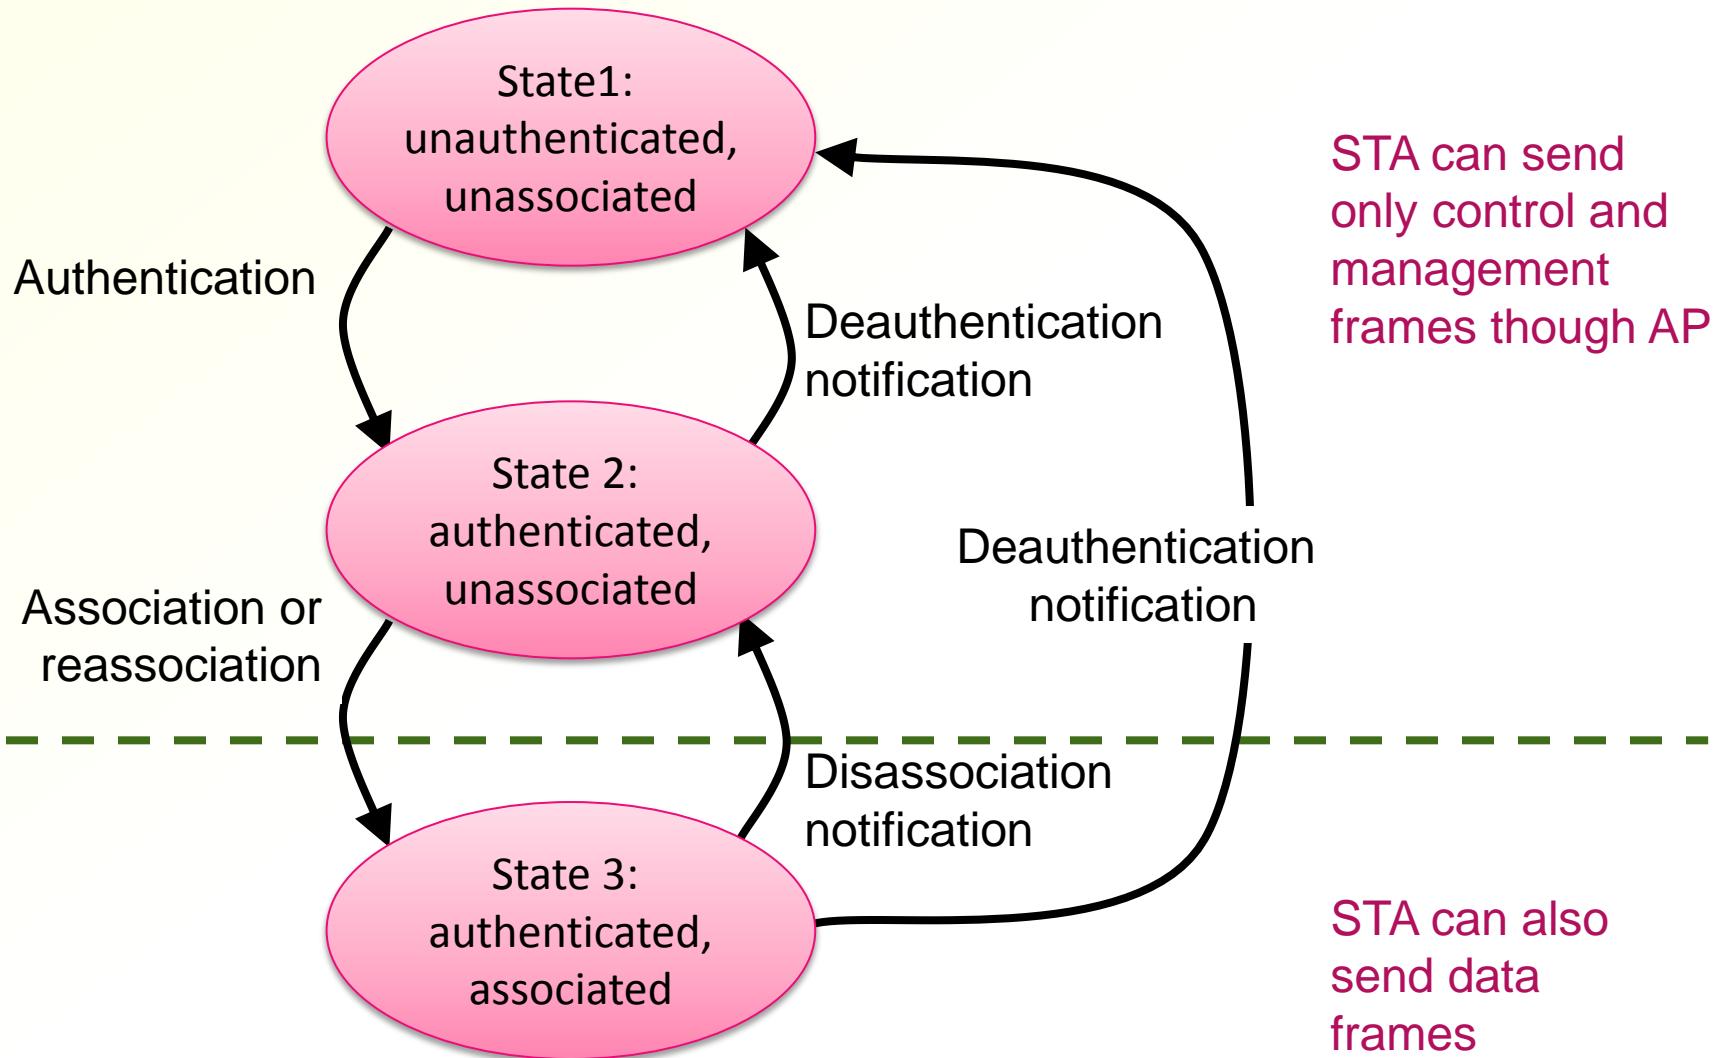 State1:
unauthenticated,
unassociated
STA can send
only control and
management
frames though AP
Authentication
Deauthentication
notification
State 2:
authenticated,
unassociated
Deauthentication
notification
Association or
reassociation
Disassociation
notification
State 3:
authenticated,
associated
STA can also
send data
frames